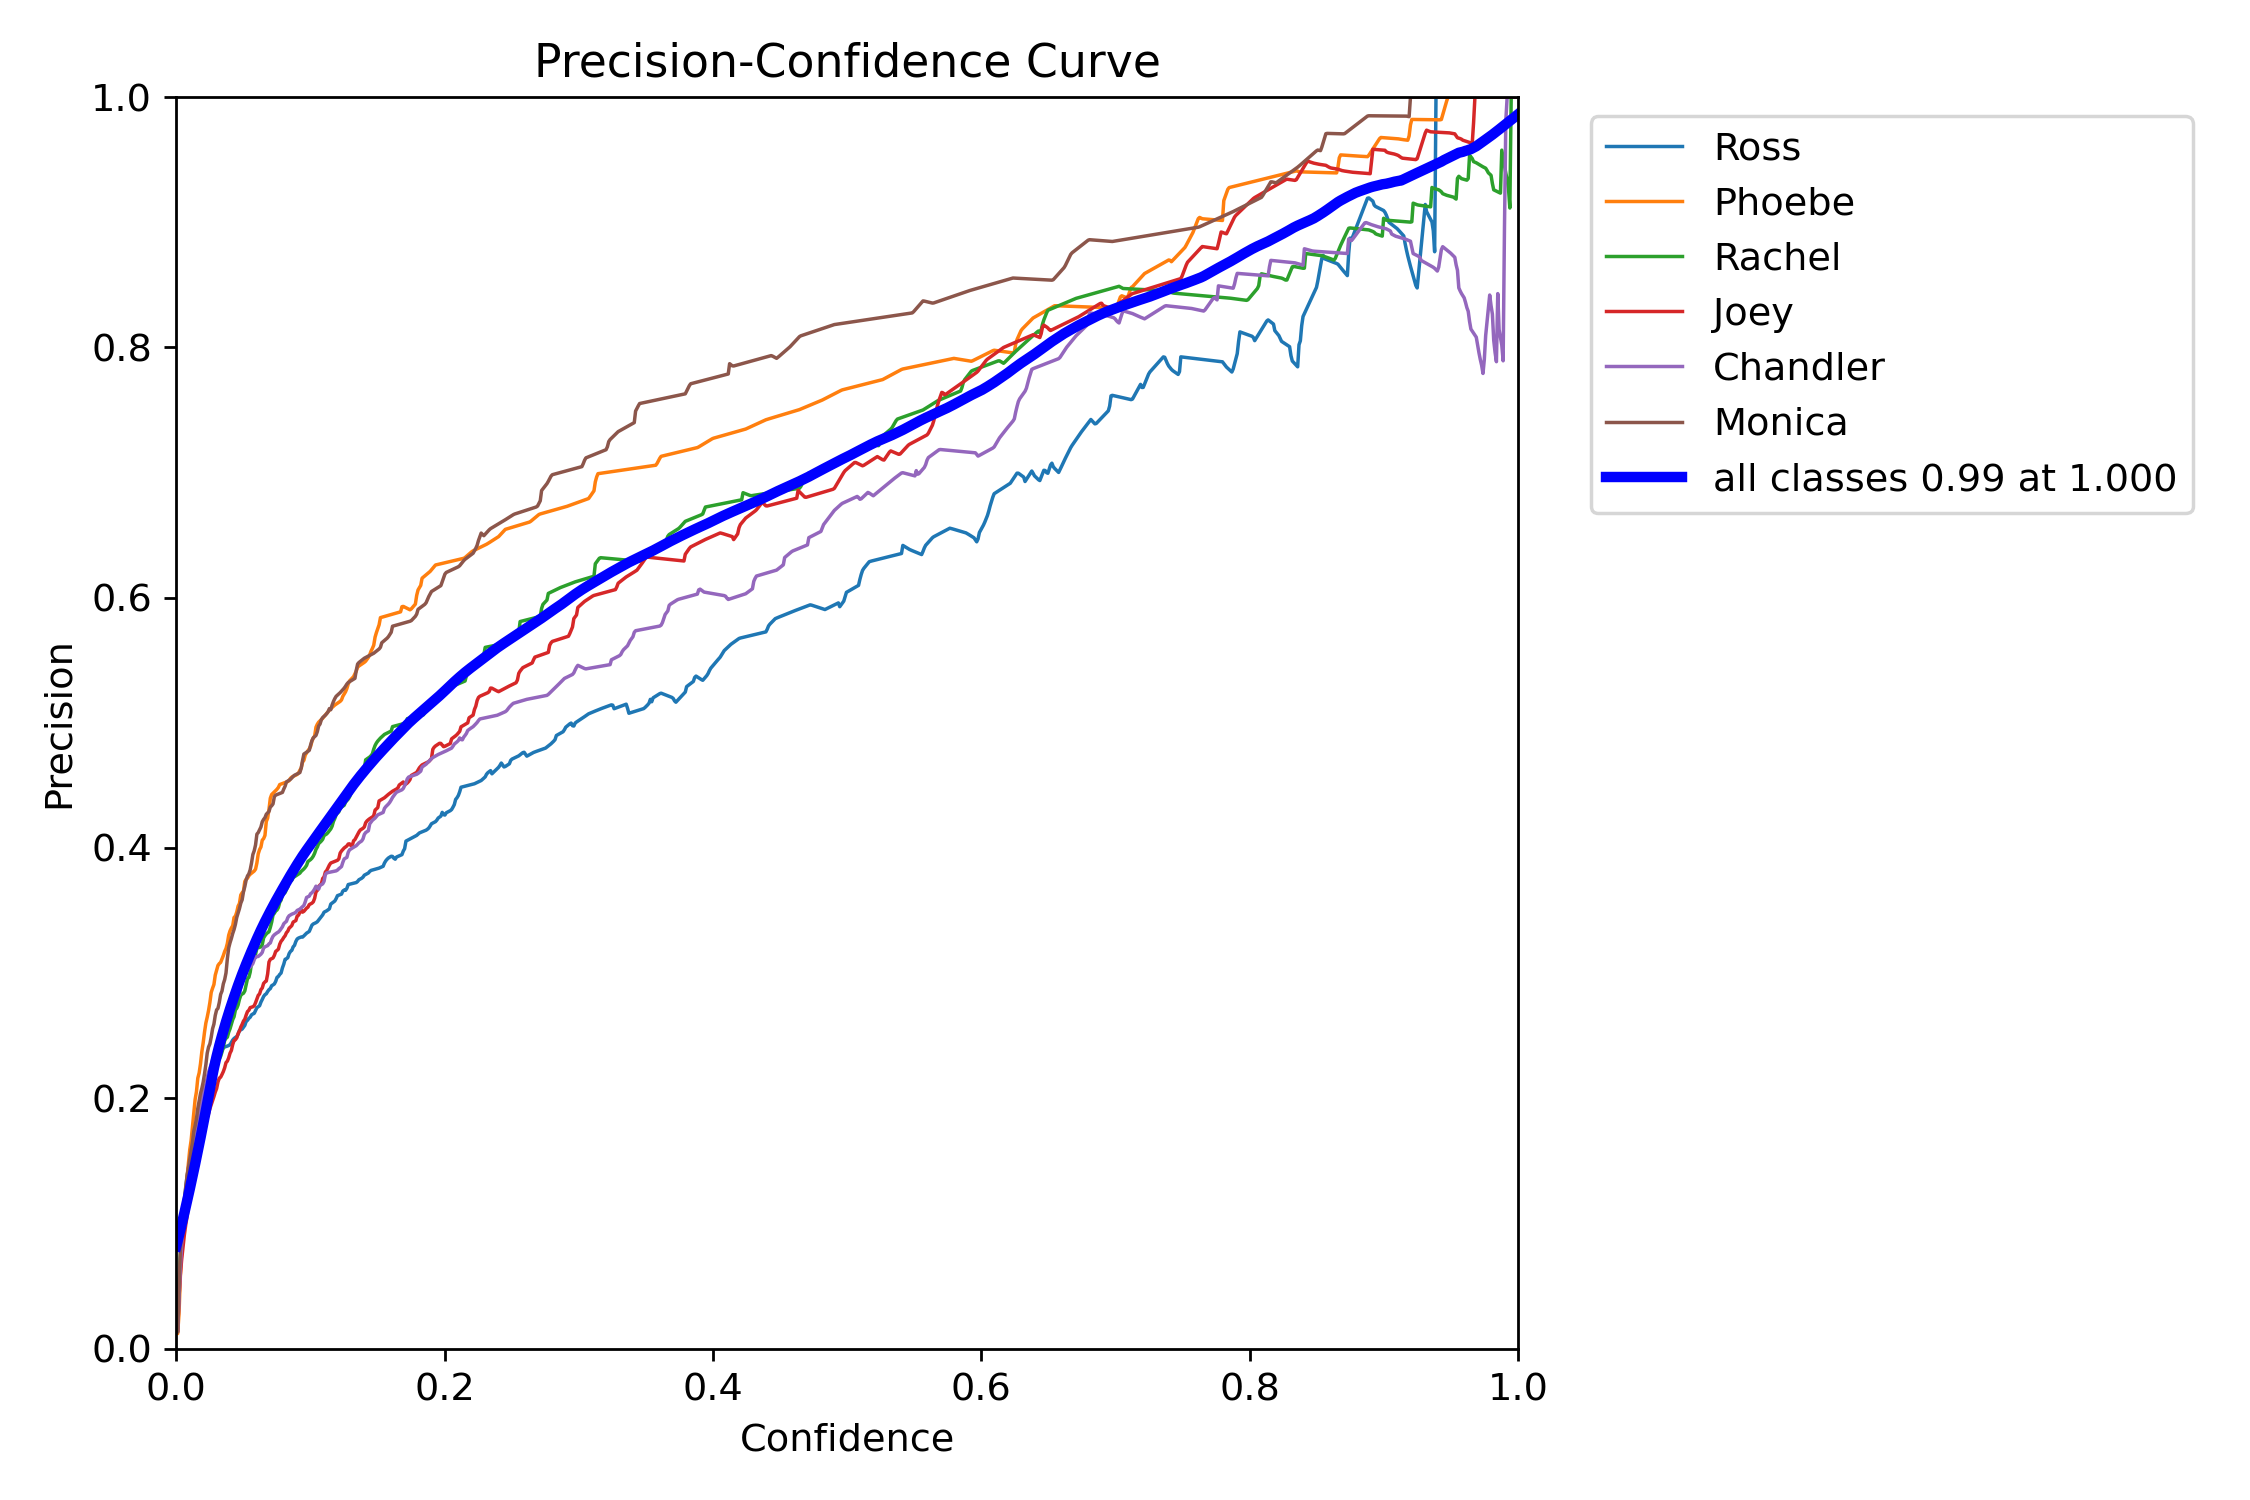 Precision-Confidence Curve
1.0
0.8
0.6
0.4
0.2
0.0
Precision
0.0 0.2 0.4 0.6 0.8 1.0
Confidence
Ross
Phoebe
Rachel
Joey
Chandler
Monica
all classes 0.99 at 1.000